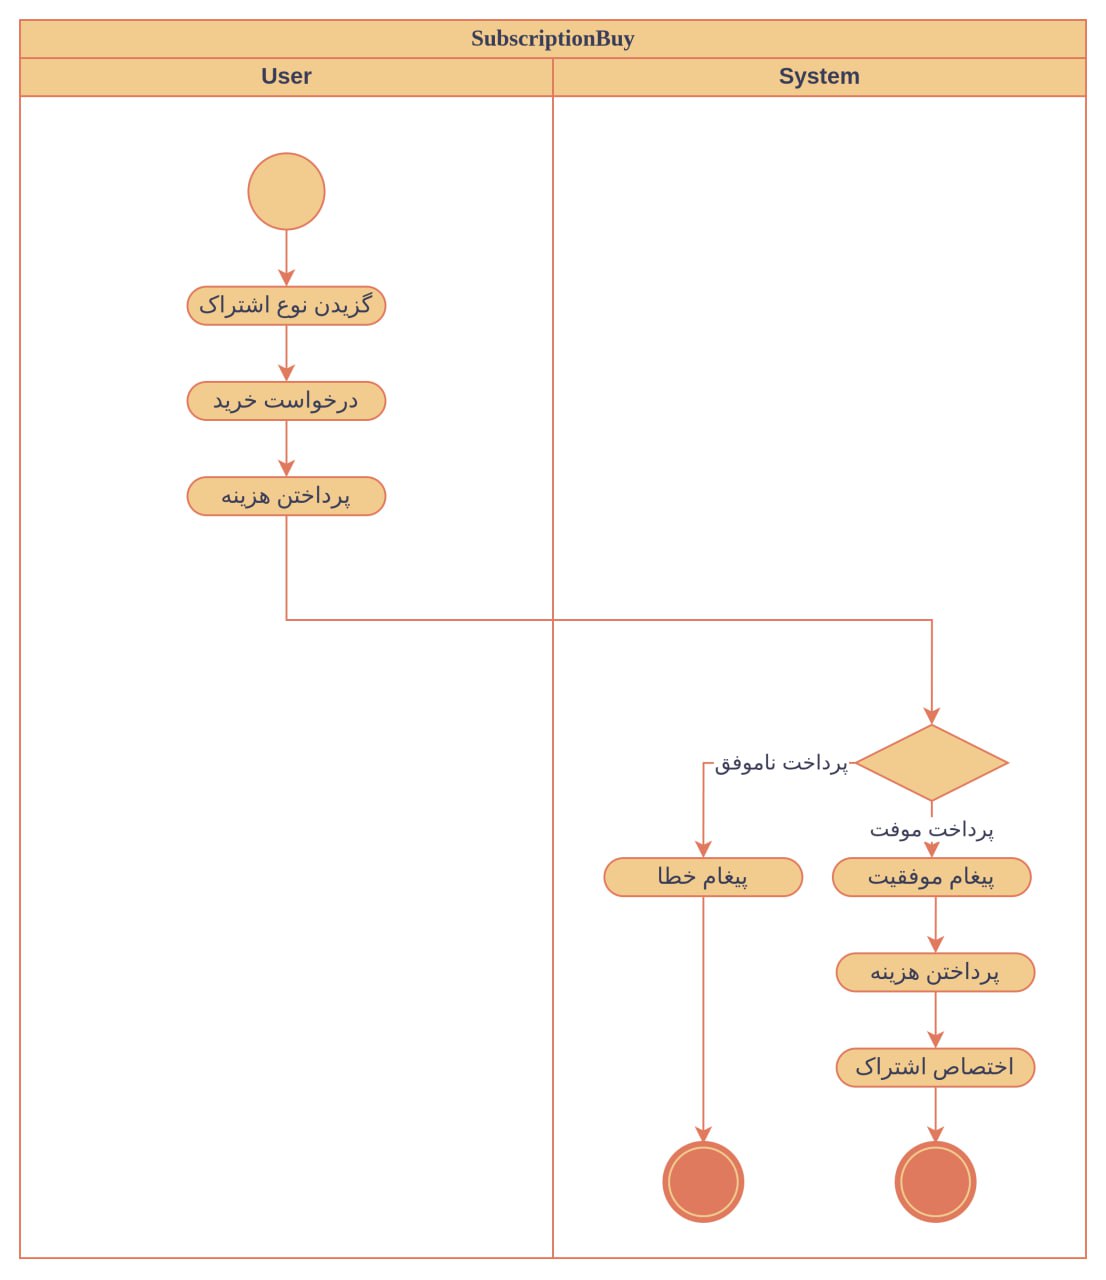 SubscriptionBuy
User
System
گزیدن نوع اشتراک
درخواست خرید
پرداختن هزینه
پرداخت ناموفق
پرداخت موفت
پیغام خطا
پیغام موفقیت
پرداختن هزینه
اختصاص اشتراک